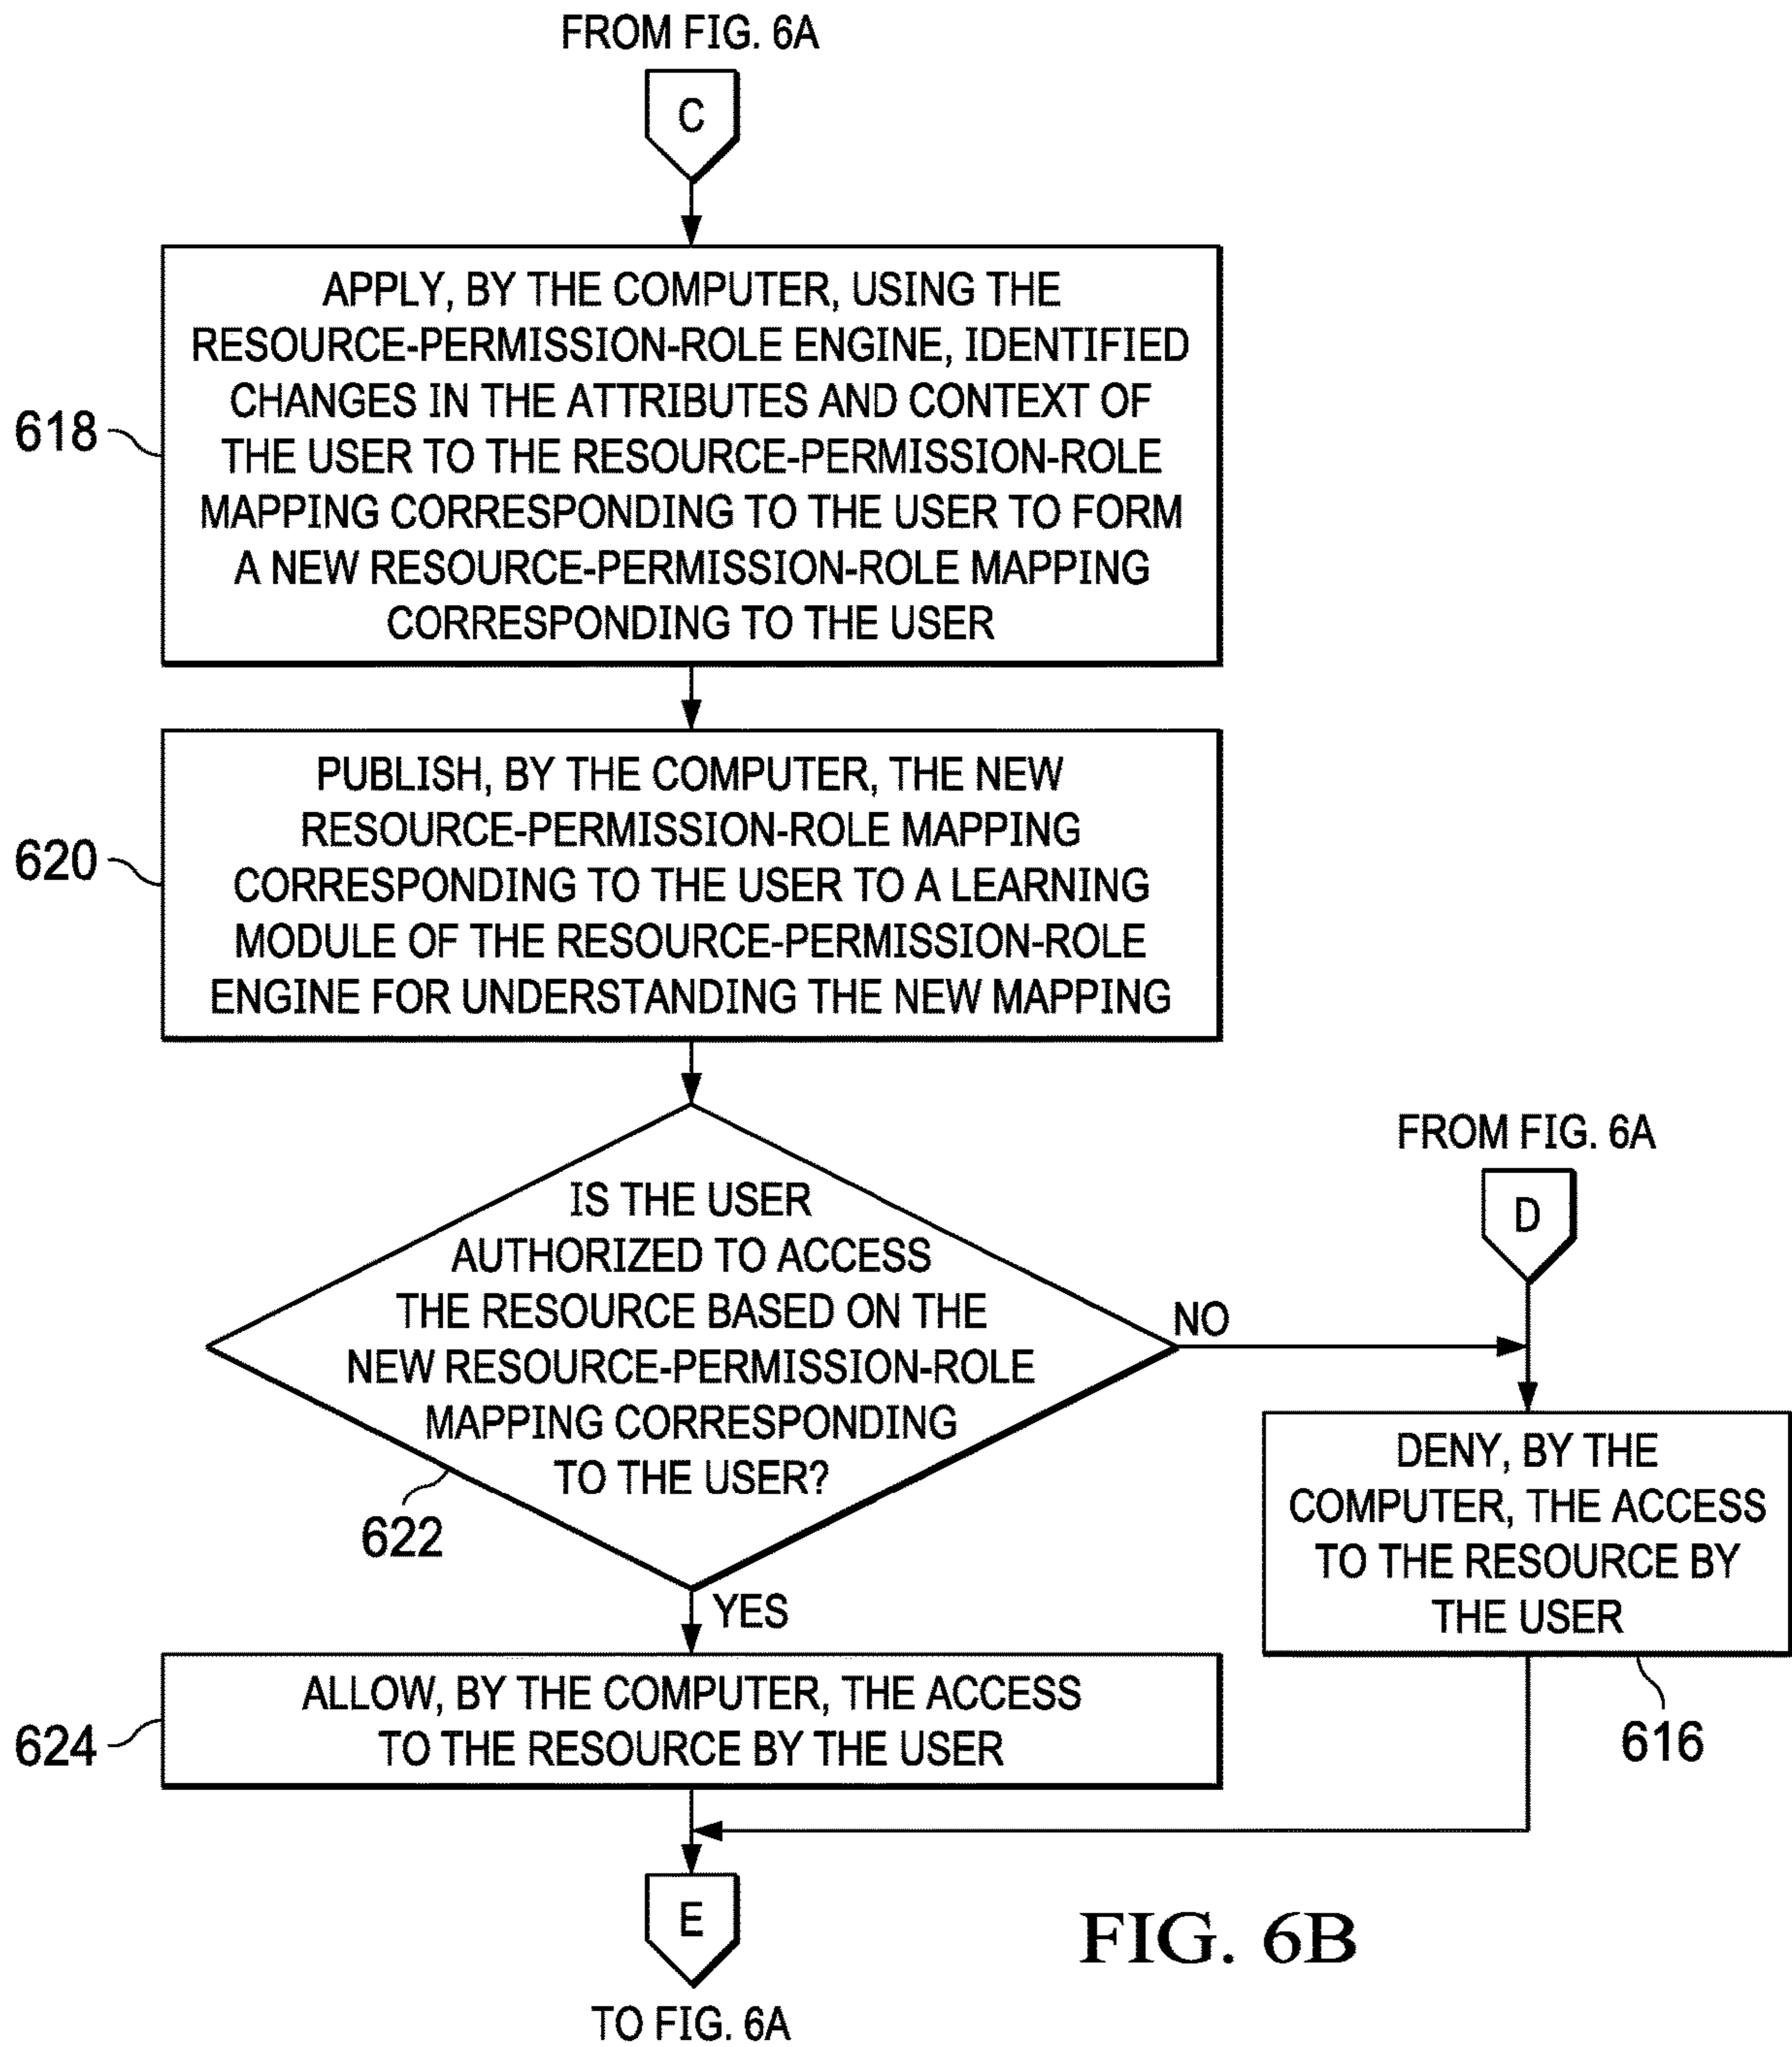 FROM FIG. 6A
C
APPLY, BY THE COMPUTER, USING THE
RESOURCE-PERMISSION-ROLE ENGINE, IDENTIFIED
CHANGES IN THE ATTRIBUTES AND CONTEXT OF
THE USER TO THE RESOURCE-PERMISSION-ROLE
MAPPING CORRESPONDING TO THE USER TO FORM
A NEW RESOURCE-PERMISSION-ROLE MAPPING
CORRESPONDING TO THE USER
618
PUBLISH, BY THE COMPUTER, THE NEW
RESOURCE-PERMISSION-ROLE MAPPING
CORRESPONDING TO THE USER TO A LEARNING
MODULE OF THE RESOURCE-PERMISSION-ROLE
ENGINE FOR UNDERSTANDING THE NEW MAPPING
620
IS THE USER
AUTHORIZED TO ACCESS
THE RESOURCE BASED ON THE
NEW RESOURCE-PERMISSION-ROLE
MAPPING CORRESPONDING
TO THE USER?
622
NO
YES
FROM FIG. 6A
D
DENY, BY THE
COMPUTER, THE ACCESS
TO THE RESOURCE BY
THE USER
616
ALLOW, BY THE COMPUTER, THE ACCESS
TO THE RESOURCE BY THE USER
624
E
TO FIG. 6A
FIG. 6B